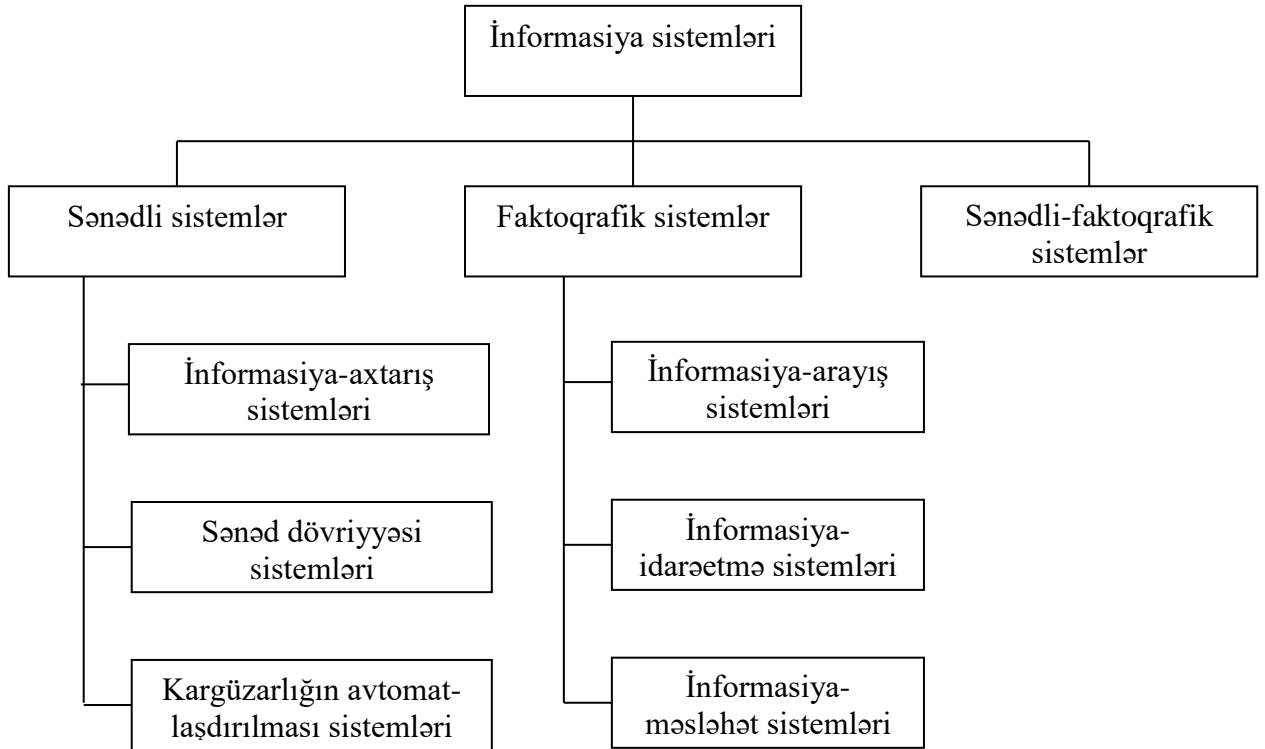 İnformasiya sistemləri
Sənədli sistemlər
Faktoqrafik sistemlər
Sənədli-faktoqrafik
sistemlər
İnformasiya-axtarış
sistemləri
İnformasiya-arayış
sistemləri
Sənəd dövriyyəsi
sistemləri
İnformasiya-
idarəetmə sistemləri
Kargüzarlığın avtomat-
laşdırılması sistemləri
İnformasiya-
məsləhət sistemləri